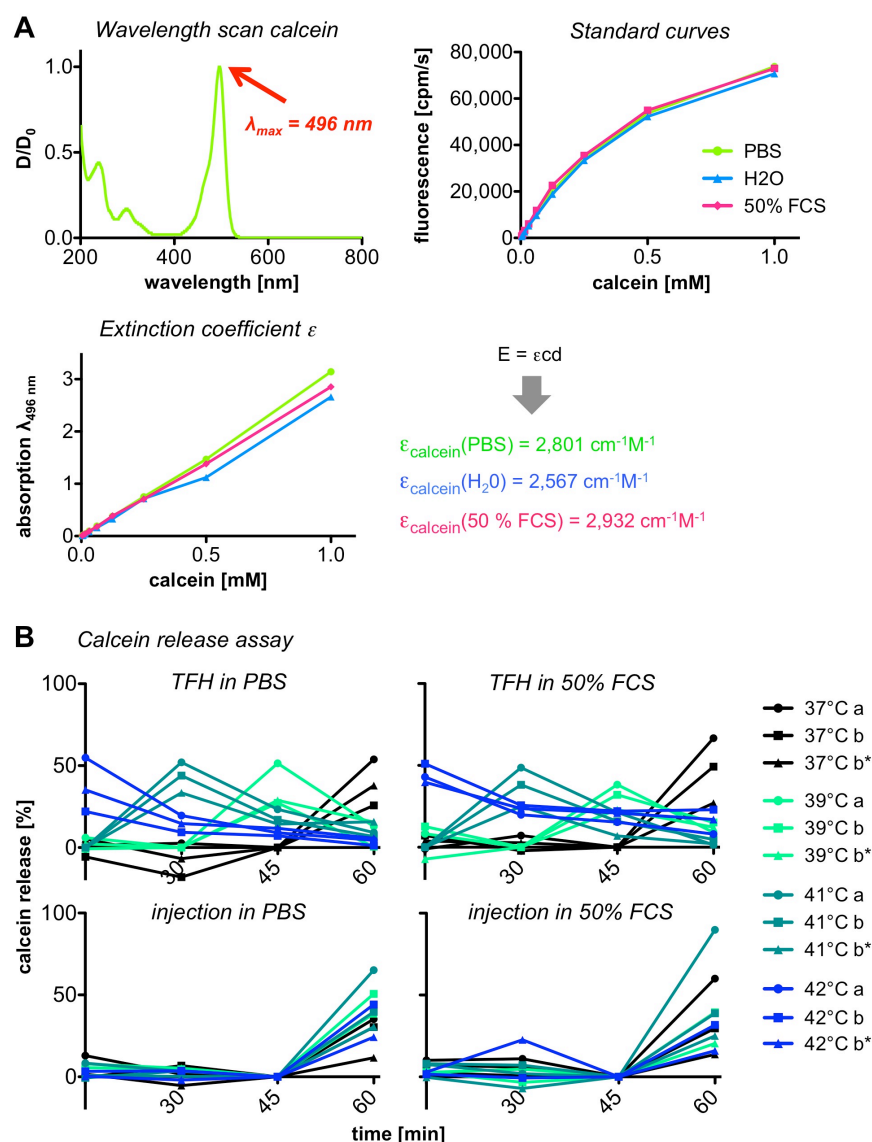 A
Wavelength scan calcein
1.0
0.5
0.0
D/D0
λmax = 496 nm
200
400
600
800
wavelength [nm]
Standard curves
80,000
60,000
40,000
20,000
0
fluorescence [cpm/s]
PBS
H2O
50% FCS
0.0
0.5
1.0
calcein [mM]
Extinction coefficient ε
3
2
1
0
absorption λ496 nm
0.0
0.5
1.0
calcein [mM]
E = εcd
εcalcein(PBS) = 2,801 cm-1M-1
εcalcein(H20) = 2,567 cm-1M-1
εcalcein(50 % FCS) = 2,932 cm-1M-1
B
Calcein release assay
TFH in PBS
100
50
0
30
45
60
TFH in 50% FCS
30
45
60
calcein release [%]
injection in PBS
100
50
0
30
45
60
injection in 50% FCS
30
45
60
time [min]
37°C a
37°C b
37°C b*
39°C a
39°C b
39°C b*
41°C a
41°C b
41°C b*
42°C a
42°C b
42°C b*